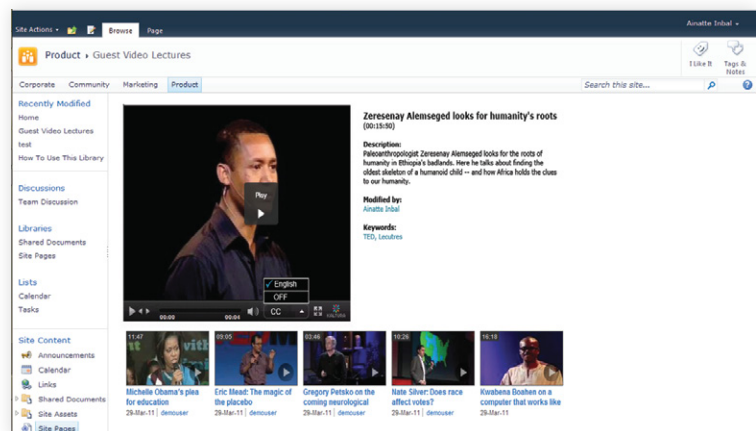 Site Actions
Browse
Page
Ainatte Inbal
Product › Guest Video Lectures
I Like It
Tags &
Notes
Corporate
Community
Marketing
Product
Search this site...
Recently Modified
Home
Guest Video Lectures
test
How To Use This Library
Discussions
Team Discussion
Libraries
Shared Documents
Site Pages
Lists
Calendar
Tasks
Site Content
Announcements
Calendar
Links
Shared Documents
Site Assets
Site Pages
Play
English
OFF
CC
00:00
00:04
KALTURA
Zeresenay Alemseged looks for humanity's roots
(00:15:50)
Description:
Paleoanthropologist Zeresenay Alemseged looks for the roots of
humanity in Ethiopia's badlands. Here he talks about finding the
oldest skeleton of a humanoid child -- and how Africa holds the clues
to our humanity.
Modified by:
Ainatte Inbal
Keywords:
TED, Lecutres
11:47
Michelle Obama's plea
for education
29-Mar-11 | demouser
09:05
Eric Mead: The magic of
the placebo
29-Mar-11 | demouser
03:46
Gregory Petsko on the
coming neurological
29-Mar-11 | demouser
10:26
Nate Silver: Does race
affect votes?
29-Mar-11 | demouser
16:18
Kwabena Boahen on a
computer that works like
29-Mar-11 | demouser